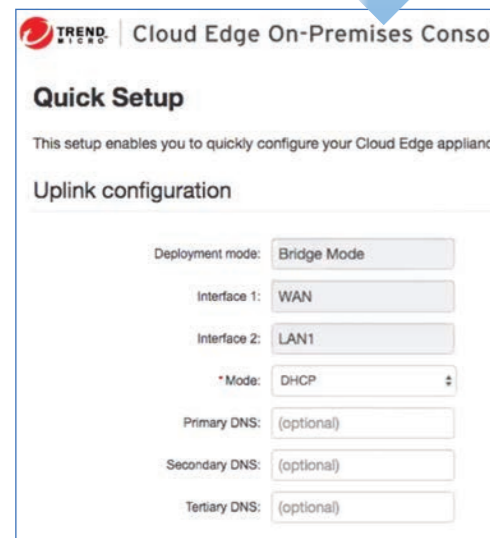 TREND MICRO Cloud Edge On-Premises Conso
Quick Setup
This setup enables you to quickly configure your Cloud Edge applianc
Uplink configuration
Deployment mode: Bridge Mode
Interface 1: WAN
Interface 2: LAN1
* Mode: DHCP
Primary DNS: (optional)
Secondary DNS: (optional)
Tertiary DNS: (optional)